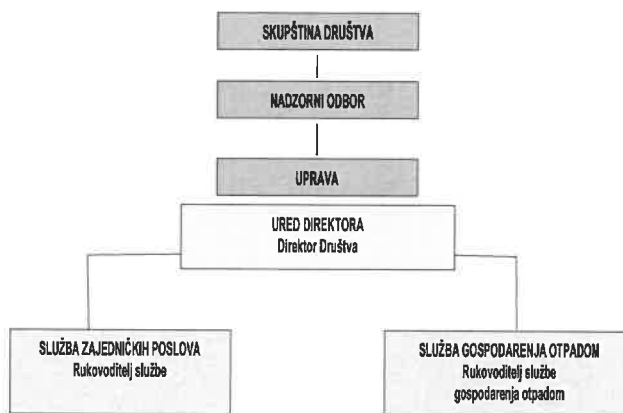 SKUPŠTINA DRUŠTVA
NADZORNI ODBOR
UPRAVA
URED DIREKTORA
Direktor Društva
SLUŽBA ZAJEDNIČKIH POSLOVA
Rukovoditelj službe
SLUŽBA GOSPODARENJA OTPADOM
Rukovoditelj službe
gospodarenja otpadom